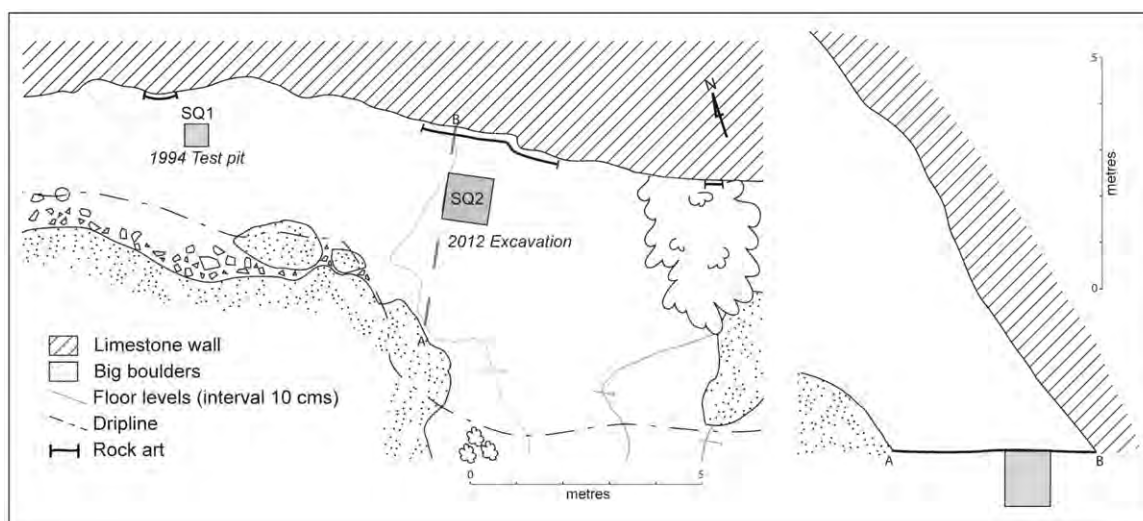 SQ1
1994 Test pit
B
N
SQ2
2012 Excavation
A
Limestone wall
Big boulders
Floor levels (interval 10 cms)
Dripline
Rock art
0
5
metres
5
metres
0
A
B